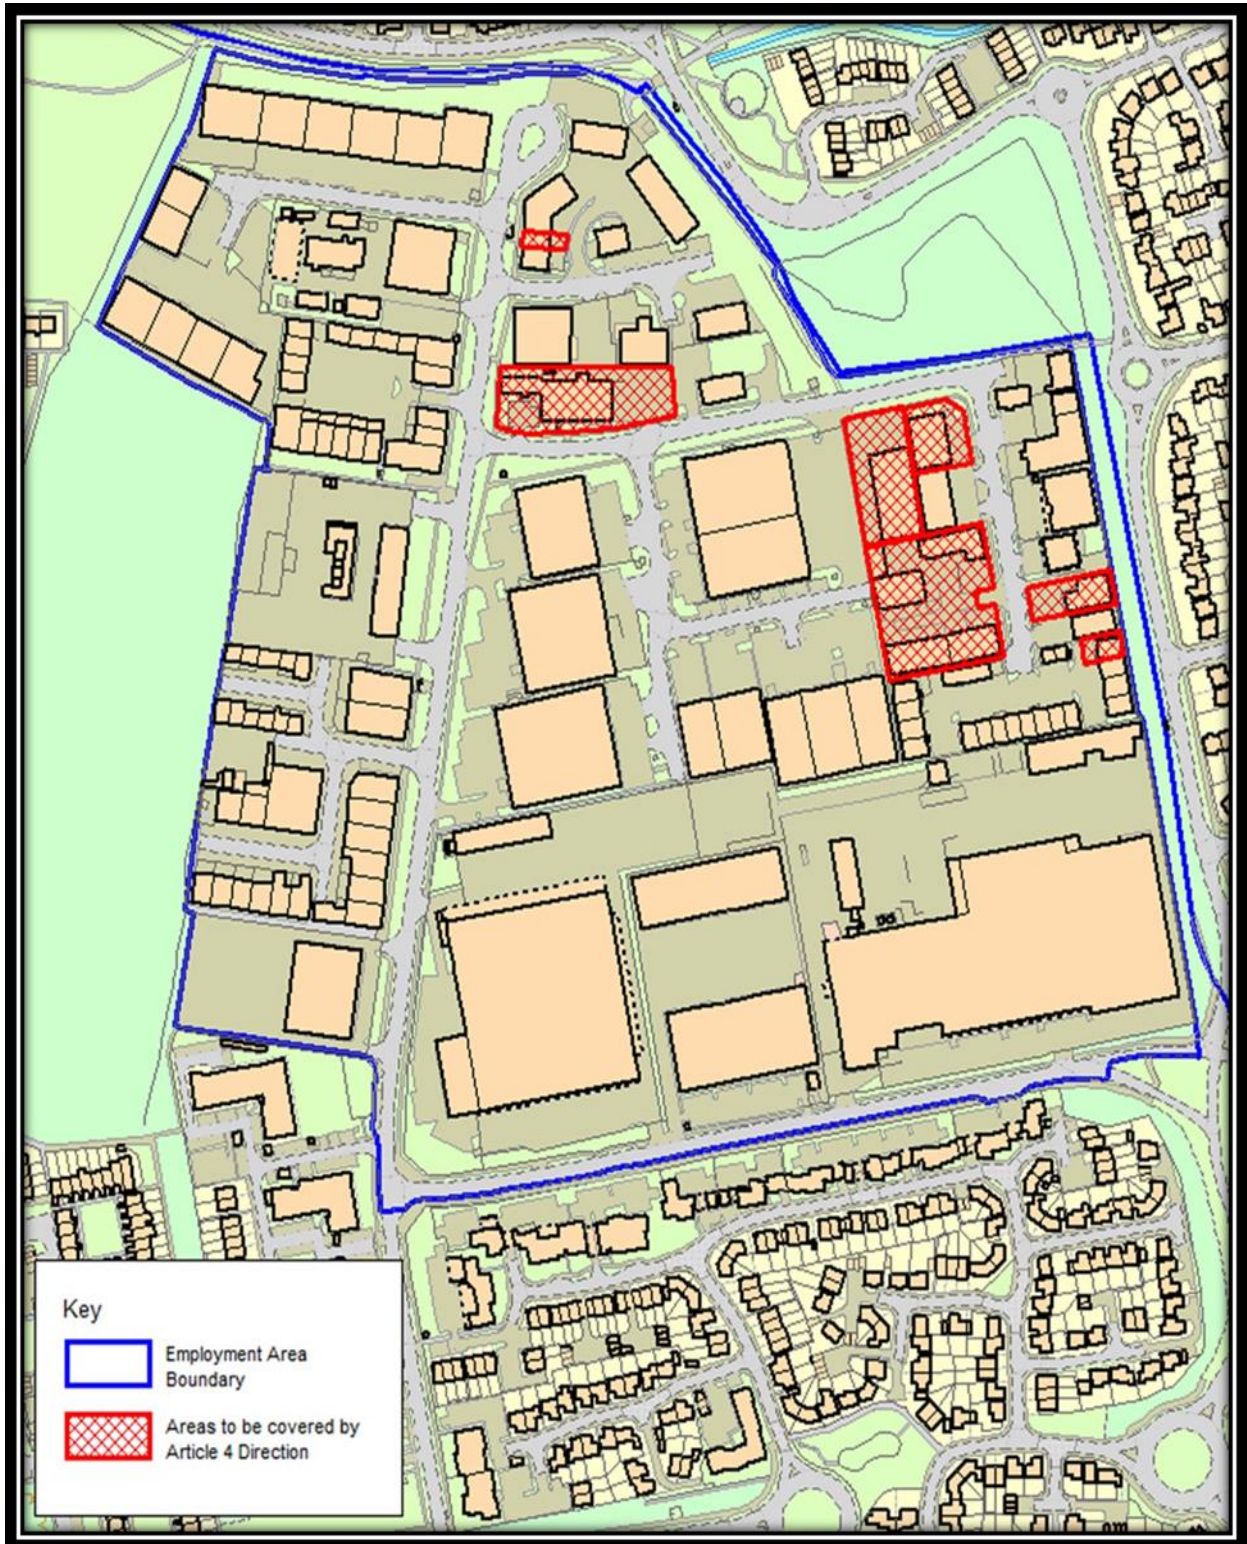 Key
Employment Area
Boundary
Areas to be covered by
Article 4 Direction